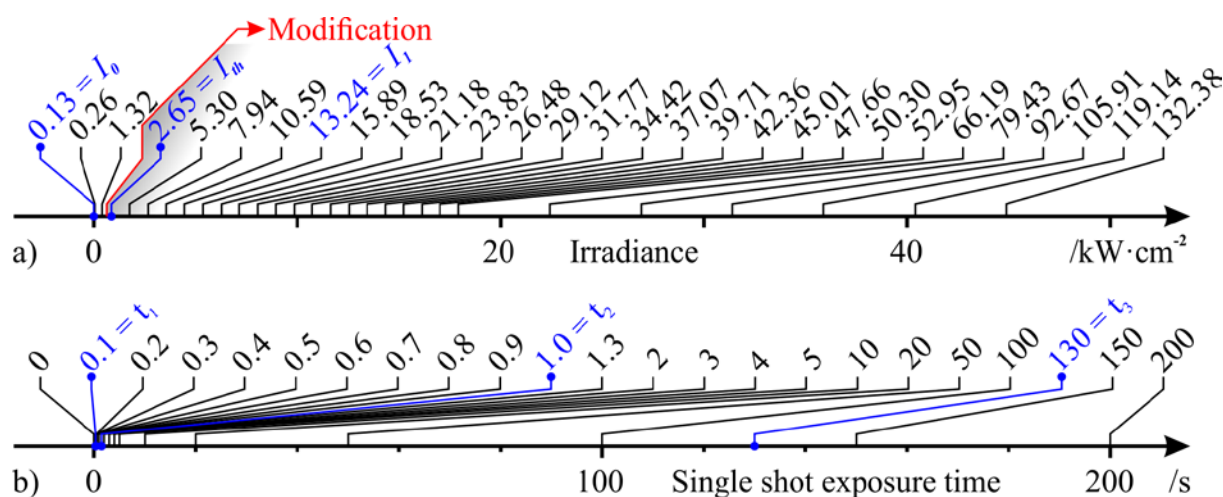 Modification
0.13 = I₀ 0.26 1.32 2.65 = Iₜₕ 5.30 7.94 10.59 13.24 = I₁ 15.89 18.53 21.18 23.83 26.48 29.12 31.77 34.42 37.07 39.71 42.36 45.01 47.66 50.30 52.95 66.19 79.43 92.67 105.91 119.14 132.38
a) 0 20 Irradiance 40 /kW·cm⁻²
0 0.1 = t₁ 0.2 0.3 0.4 0.5 0.6 0.7 0.8 0.9 1.0 = t₂ 1.3 2 3 4 5 10 20 50 100 130 = t₃ 150 200
b) 0 100 Single shot exposure time 200 /s